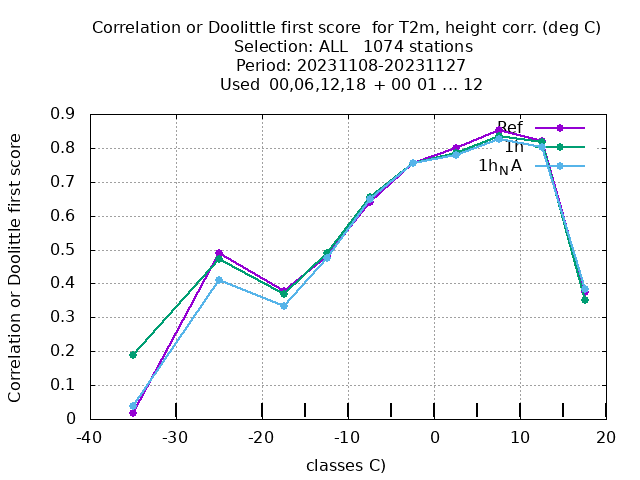 Correlation or Doolittle first score  for T2m, height corr. (deg C)
Selection: ALL   1074 stations
Period: 20231108-20231127
Used  00,06,12,18  + 00 01 ... 12
Correlation or Doolittle first score
0.9
0.8
0.7
0.6
0.5
0.4
0.3
0.2
0.1
0
Ref
1h
1h_NA
-40 -30 -20 -10 0 10 20
classes C)